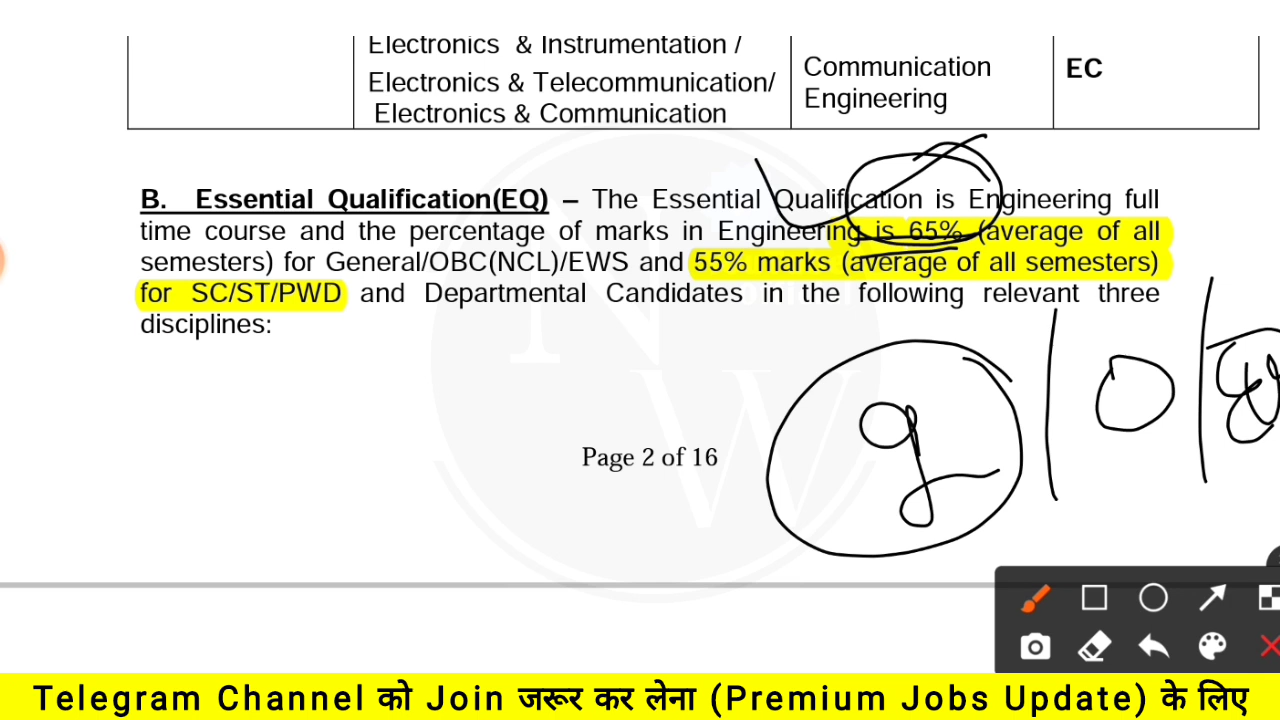 Electronics & Instrumentation /
Electronics & Telecommunication/
Electronics & Communication
Communication
Engineering
EC
B. Essential Qualification(EQ) – The Essential Qualification is Engineering full
time course and the percentage of marks in Engineering is 65% (average of all
semesters) for General/OBC(NCL)/EWS and 55% marks (average of all semesters)
for SC/ST/PWD and Departmental Candidates in the following relevant three
disciplines:
NW
g | O |
Page 2 of 16
Telegram Channel को Join जरूर कर लेना (Premium Jobs Update) के लिए